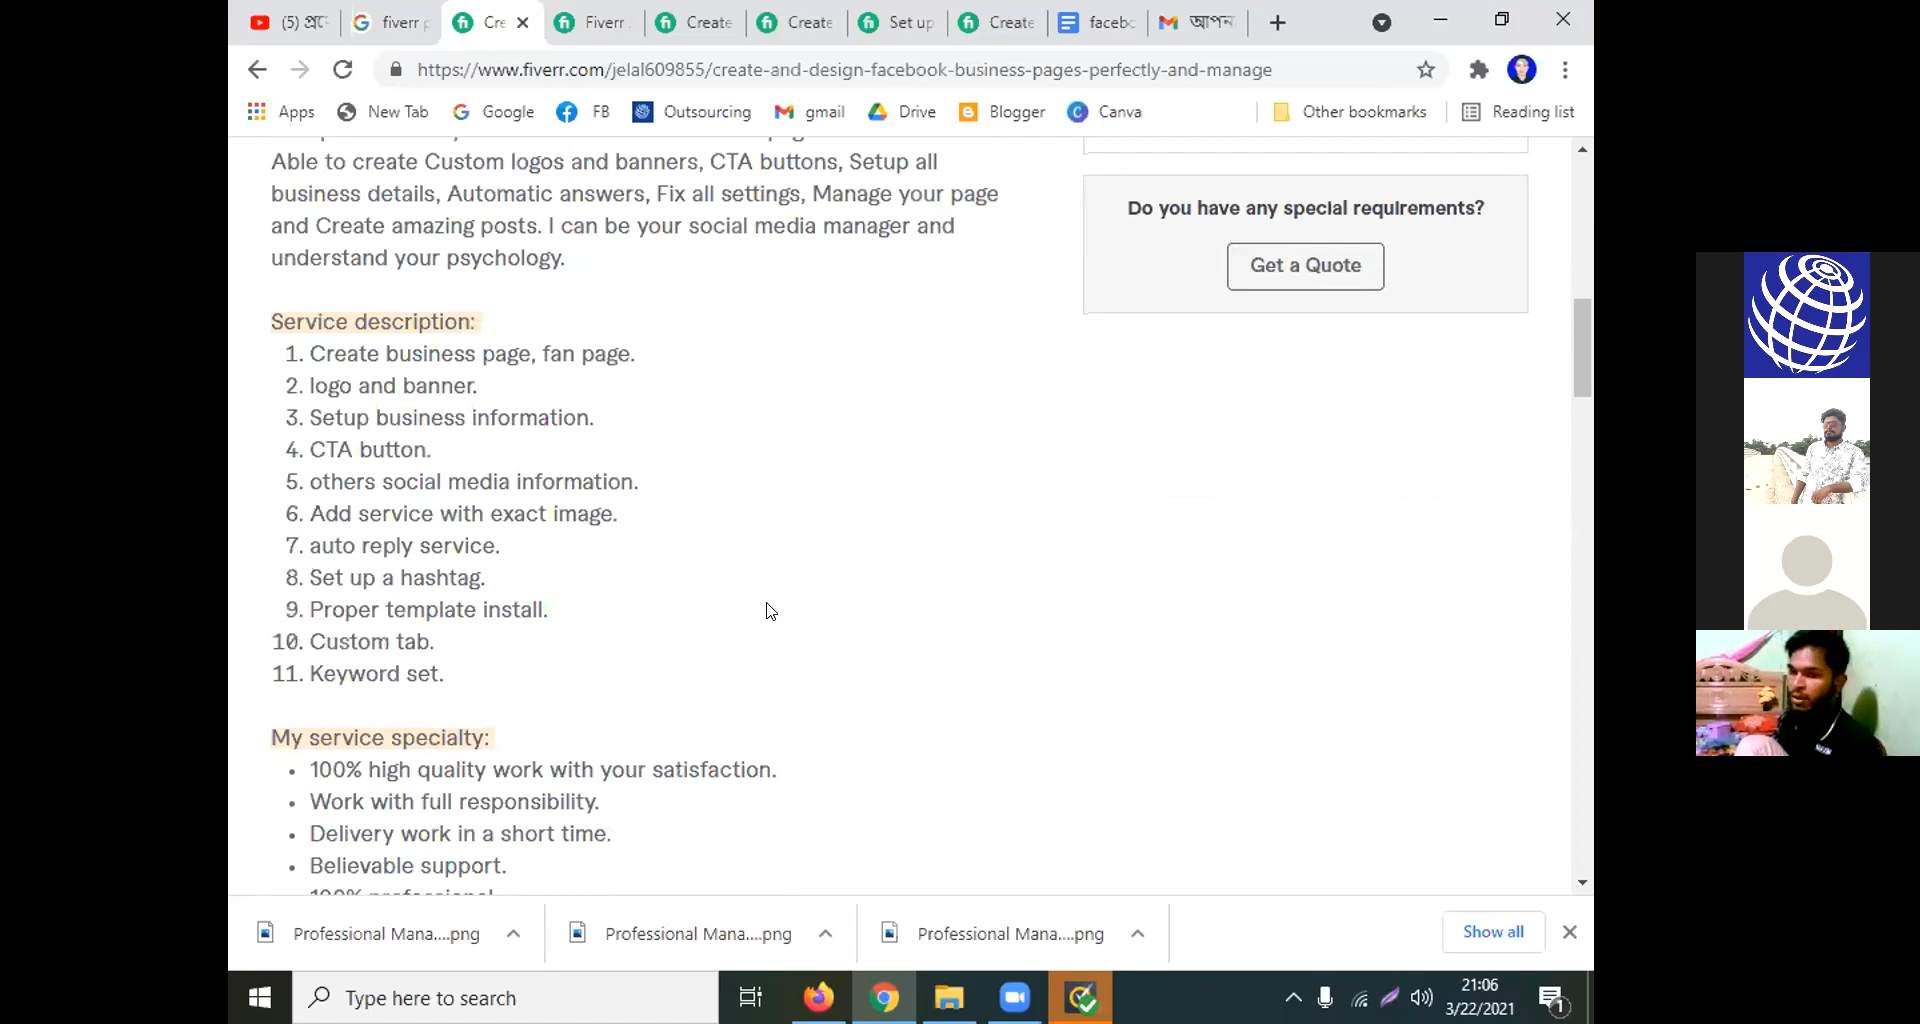 (5)
fiverr
Cre
Fiverr
Create
Create
Set up
Create
facebo
আপনা
https://www.fiverr.com/jelal609855/create-and-design-facebook-business-pages-perfectly-and-manage
Apps
New Tab
Google
FB
Outsourcing
gmail
Drive
Blogger
Canva
Other bookmarks
Reading list
Able to create Custom logos and banners, CTA buttons, Setup all
business details, Automatic answers, Fix all settings, Manage your page
and Create amazing posts. I can be your social media manager and
understand your psychology.
Do you have any special requirements?
Get a Quote
Service description:
1. Create business page, fan page.
2. logo and banner.
3. Setup business information.
4. CTA button.
5. others social media information.
6. Add service with exact image.
7. auto reply service.
8. Set up a hashtag.
9. Proper template install.
10. Custom tab.
11. Keyword set.
My service specialty:
• 100% high quality work with your satisfaction.
• Work with full responsibility.
• Delivery work in a short time.
• Believable support.
100% professional
Professional Mana....png
Professional Mana....png
Professional Mana....png
Show all
Type here to search
21:06
3/22/2021
1